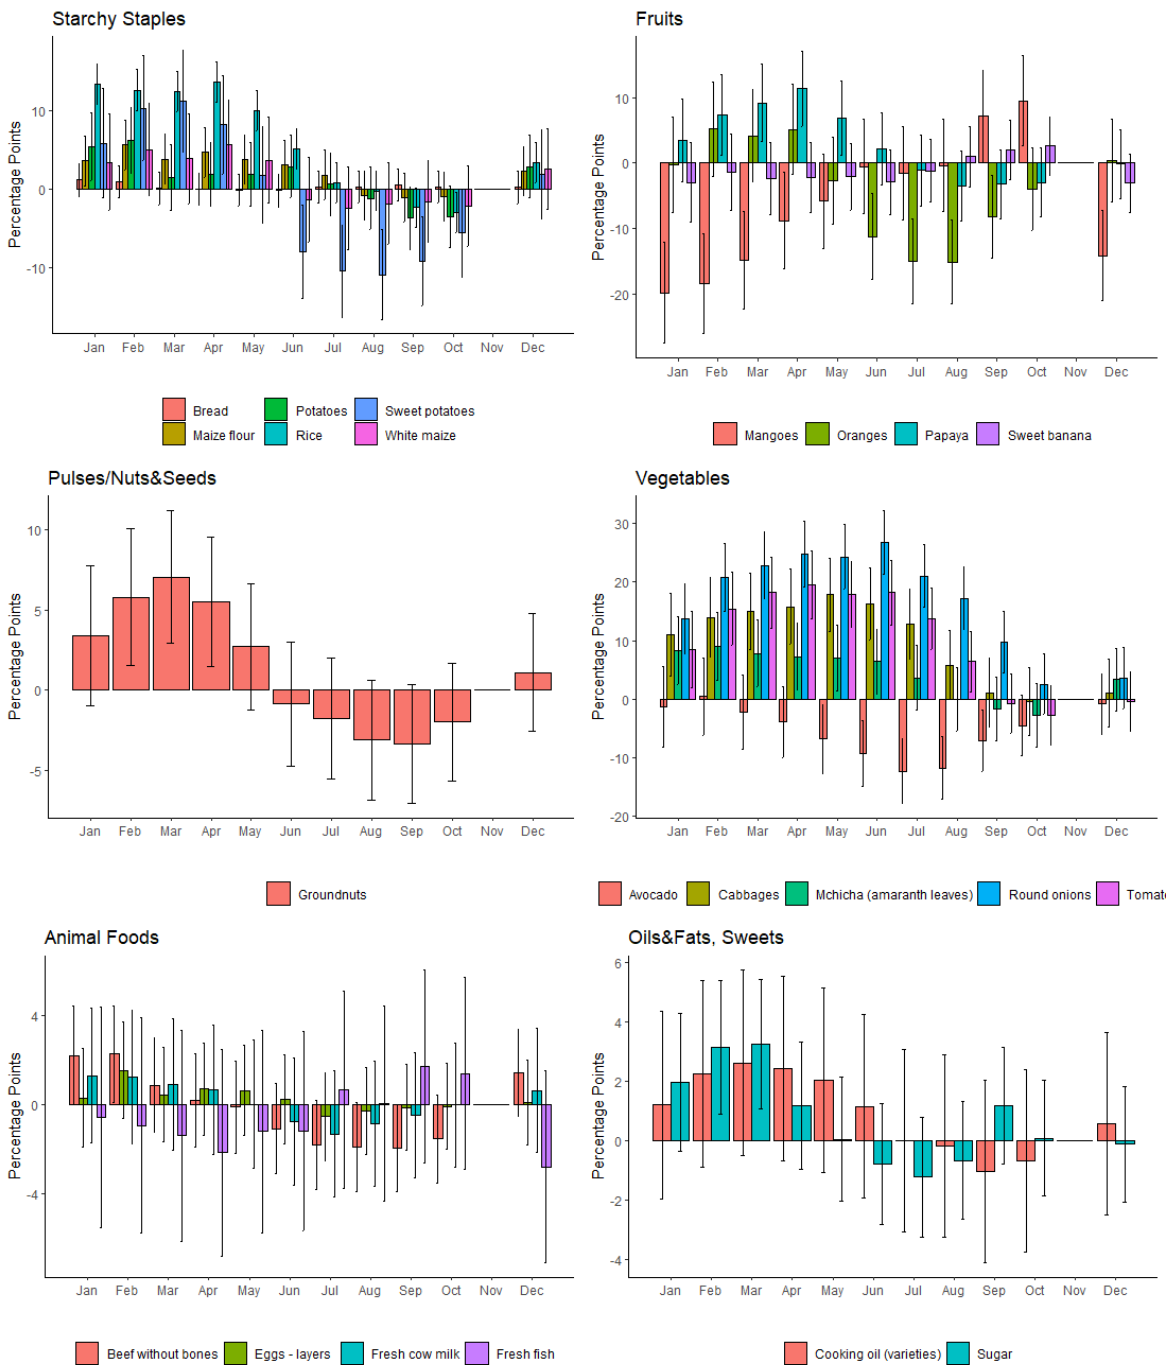 Starchy Staples
Percentage Points
10
0
-10
Jan Feb Mar Apr May Jun Jul Aug Sep Oct Nov Dec
Bread Potatoes Sweet potatoes
Maize flour Rice White maize
Fruits
Percentage Points
10
0
-10
-20
Jan Feb Mar Apr May Jun Jul Aug Sep Oct Nov Dec
Mangoes Oranges Papaya Sweet banana
Pulses/Nuts&Seeds
Percentage Points
10
5
0
-5
Jan Feb Mar Apr May Jun Jul Aug Sep Oct Nov Dec
Groundnuts
Vegetables
Percentage Points
30
20
10
0
-10
-20
Jan Feb Mar Apr May Jun Jul Aug Sep Oct Nov Dec
Avocado Cabbages Mchicha (amaranth leaves) Round onions Tomat
Animal Foods
Percentage Points
4
0
-4
Jan Feb Mar Apr May Jun Jul Aug Sep Oct Nov Dec
Beef without bones Eggs - layers Fresh cow milk Fresh fish
Oils&Fats, Sweets
Percentage Points
6
4
2
0
-2
-4
Jan Feb Mar Apr May Jun Jul Aug Sep Oct Nov Dec
Cooking oil (varieties) Sugar